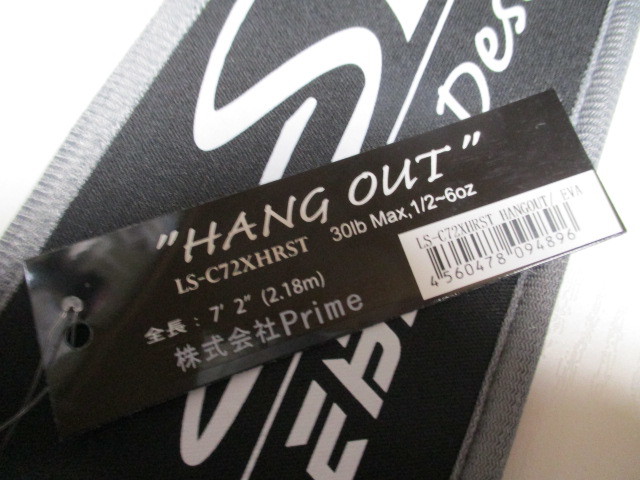 "HANG OUT"
LS-C72XHRST 30lb Max,1/2~6oz
全長：7' 2" (2.18m)
株式会社Prime
LS-C72XHRST HANGOUT/ EVA
4560478094896